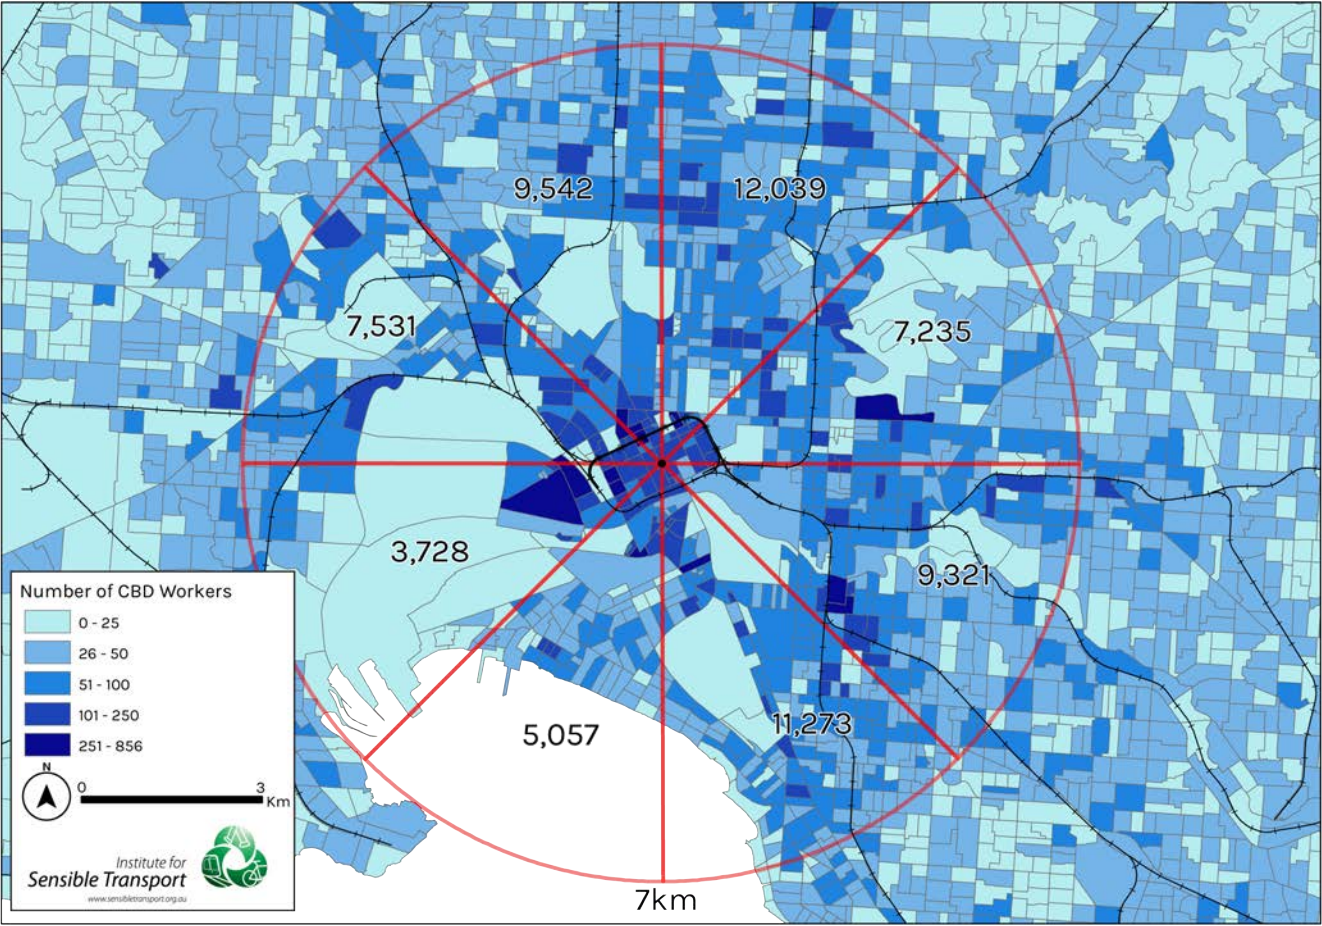 9,542
12,039
7,531
7,235
3,728
9,321
5,057
11,273
7km
Number of CBD Workers
0 - 25
26 - 50
51 - 100
101 - 250
251 - 856
N
0 3
Km
Institute for
Sensible Transport
www.sensibletransport.org.au